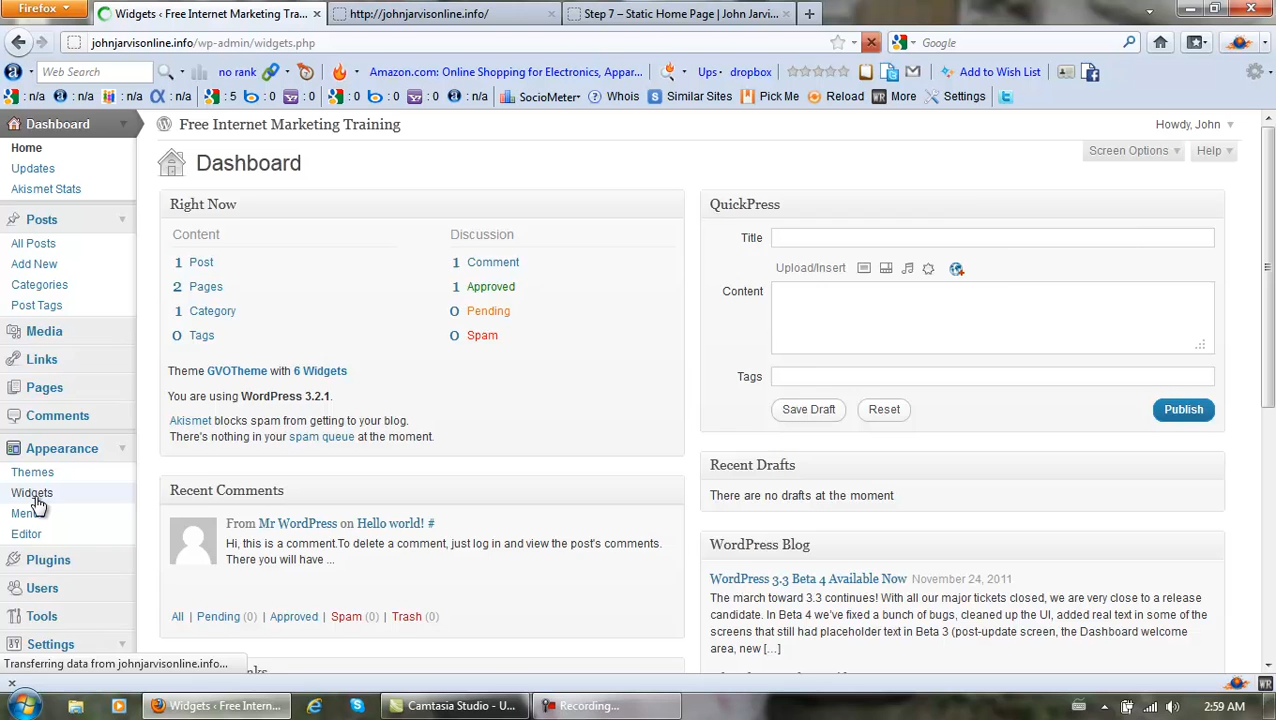 Firefox
Widgets ‹ Free Internet Marketing Trai... × http://johnjarvisonline.info/ × Step 7 – Static Home Page | John Jarvi... × +
johnjarvisonline.info/wp-admin/widgets.php
Google
Web Search no rank Amazon.com: Online Shopping for Electronics, Appar... Ups dropbox Add to Wish List
: n/a : n/a : n/a : n/a : 5 : 0 : 0 : n/a : 0 : 0 : 0 : n/a SocioMeter Whois Similar Sites Pick Me Reload More Settings
Dashboard
Free Internet Marketing Training
Howdy, John
Home
Updates
Akismet Stats
Posts
All Posts
Add New
Categories
Post Tags
Media
Links
Pages
Comments
Appearance
Themes
Widgets
Menu
Editor
Plugins
Users
Tools
Settings
Dashboard
Screen Options
Help
Right Now
Content
Discussion
1 Post
1 Comment
2 Pages
1 Approved
1 Category
0 Pending
0 Tags
0 Spam
Theme GVOTheme with 6 Widgets
You are using WordPress 3.2.1.
Akismet blocks spam from getting to your blog.
There's nothing in your spam queue at the moment.
Recent Comments
From Mr WordPress on Hello world! #
Hi, this is a comment.To delete a comment, just log in and view the post's comments.
There you will have ...
All | Pending (0) | Approved | Spam (0) | Trash (0)
QuickPress
Title
Upload/Insert
Content
Tags
Save Draft
Reset
Publish
Recent Drafts
There are no drafts at the moment
WordPress Blog
WordPress 3.3 Beta 4 Available Now November 24, 2011
The march toward 3.3 continues! With all our major tickets closed, we are very close to a release
candidate. In Beta 4 we've fixed a bunch of bugs, cleaned up the UI, added real text in some of the
screens that still had placeholder text in Beta 3 (post-update screen, the Dashboard welcome
area, new [...]
Transferring data from johnjarvisonline.info...
×
Widgets ‹ Free Intern...
Camtasia Studio - U...
Recording...
2:59 AM